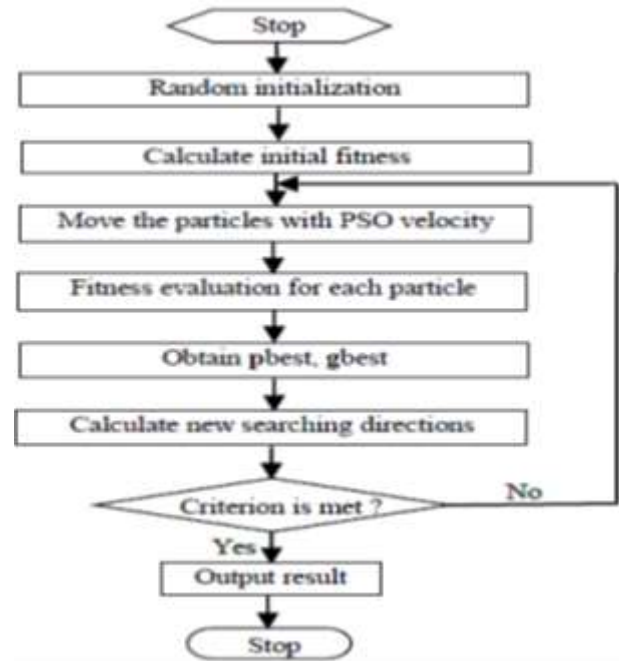 Stop
Random initialization
Calculate initial fitness
Move the particles with PSO velocity
Fitness evaluation for each particle
Obtain pbest, gbest
Calculate new searching directions
Criterion is met ?
No
Yes
Output result
Stop